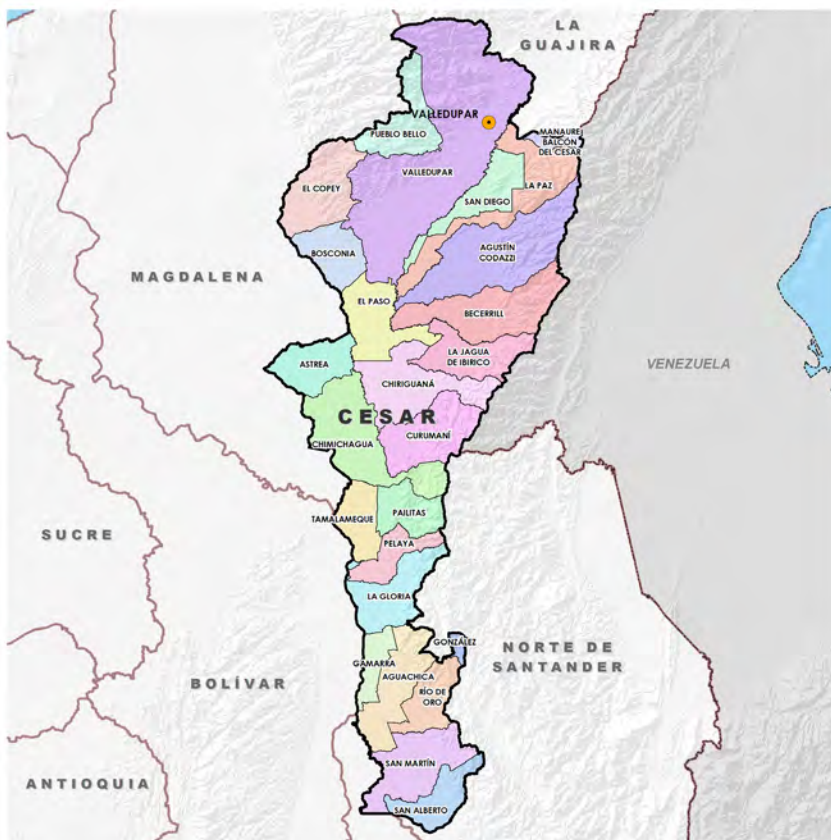 LA
GUAJIRA
VALLEDUPAR
PUEBLO BELLO
MANAURE
BALCÓN
DEL CESAR
VALLEDUPAR
EL COPEY
LA PAZ
SAN DIEGO
BOSCONIA
AGUSTÍN
CODAZZI
MAGDALENA
EL PASO
BECERRILL
LA JAGUA
DE IBIRICO
ASTREA
VENEZUELA
CHIRIGUANÁ
CESAR
CURUMANÍ
CHIMICHAGUA
TAMALAMEQUE
PAILITAS
SUCRE
PELAYA
LA GLORIA
GONZÁLEZ
NORTE DE
SANTANDER
GAMARRA
AGUACHICA
BOLÍVAR
RÍO DE
ORO
SAN MARTÍN
ANTIOQUIA
SAN ALBERTO